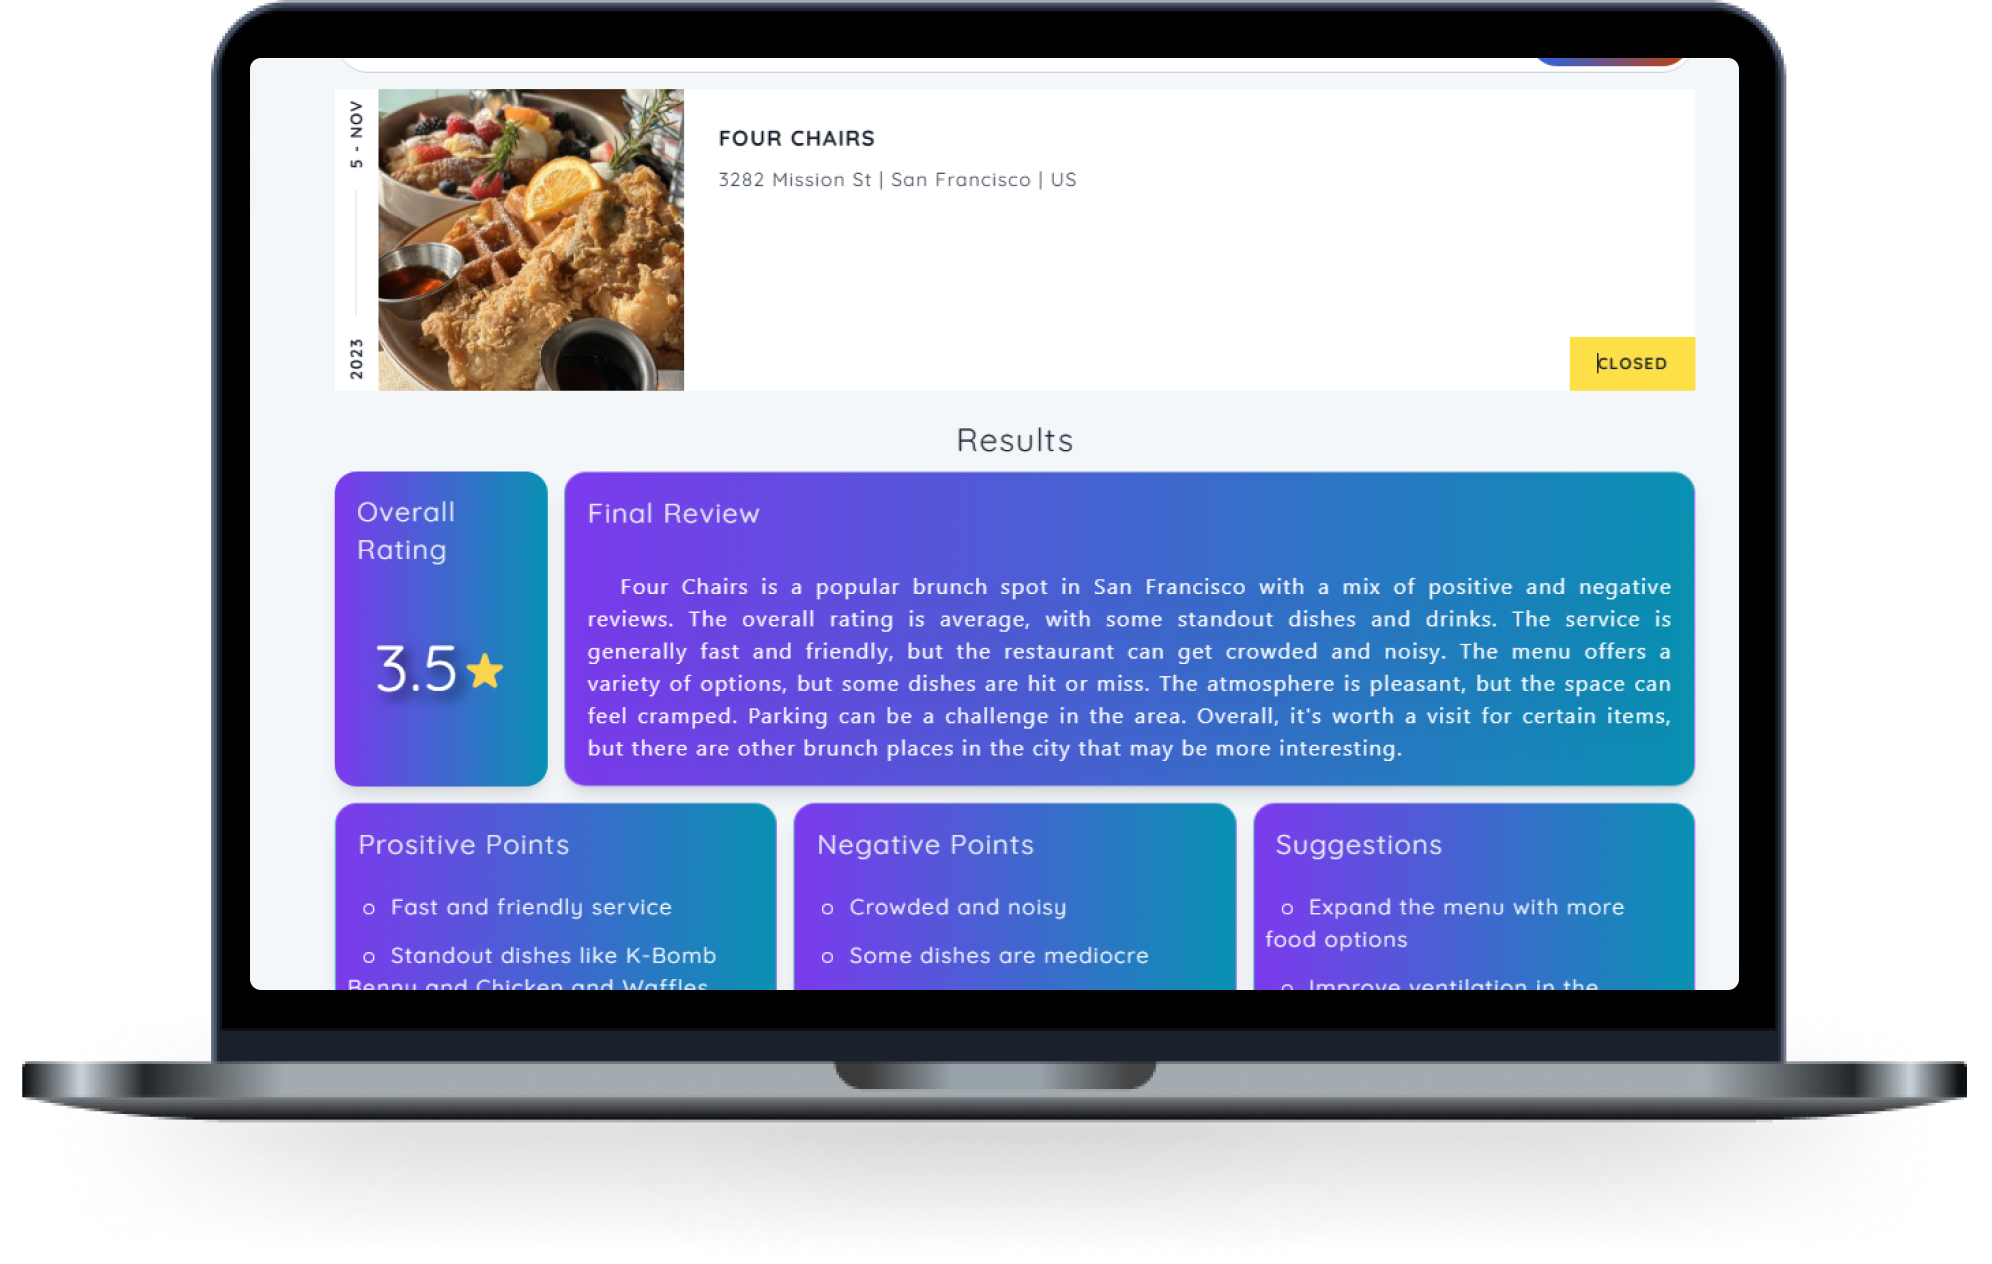 5 - NOV
2023
FOUR CHAIRS
3282 Mission St | San Francisco | US
CLOSED
Results
Overall
Rating
3.5
Final Review
Four Chairs is a popular brunch spot in San Francisco with a mix of positive and negative
reviews. The overall rating is average, with some standout dishes and drinks. The service is
generally fast and friendly, but the restaurant can get crowded and noisy. The menu offers a
variety of options, but some dishes are hit or miss. The atmosphere is pleasant, but the space can
feel cramped. Parking can be a challenge in the area. Overall, it's worth a visit for certain items,
but there are other brunch places in the city that may be more interesting.
Prositive Points
Fast and friendly service
Standout dishes like K-Bomb
Benny and Chicken and Waffles
Negative Points
Crowded and noisy
Some dishes are mediocre
Suggestions
Expand the menu with more
food options
Improve ventilation in the